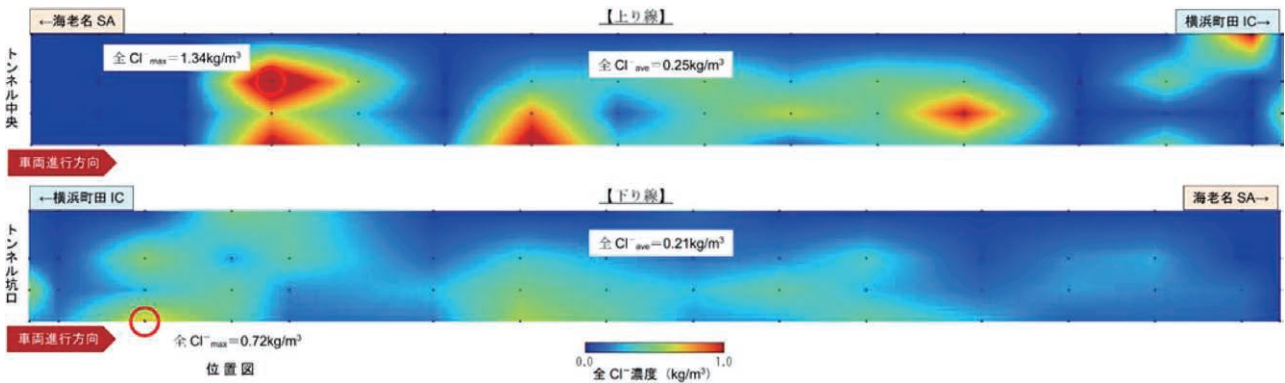 ←海老名 SA
【上り線】
横浜町田 IC→
トンネル中央
全 Cl⁻max＝1.34kg/m³
全 Cl⁻ave＝0.25kg/m³
車両進行方向
←横浜町田 IC
【下り線】
海老名 SA→
トンネル坑口
全 Cl⁻ave＝0.21kg/m³
車両進行方向
全 Cl⁻max＝0.72kg/m³
位置図
0.0
1.0
全 Cl⁻濃度（kg/m³）